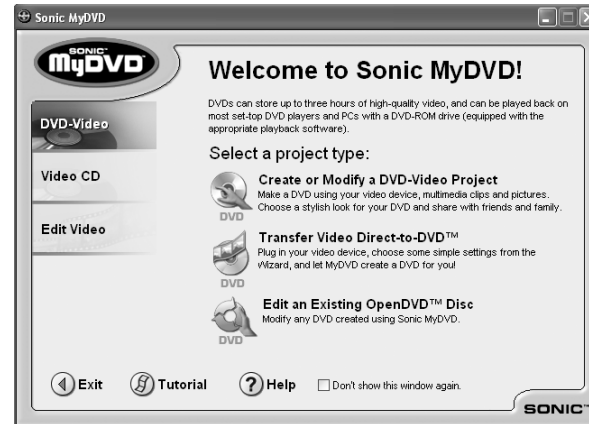 Sonic MyDVD
SONIC™
MyDVD
Welcome to Sonic MyDVD!
DVDs can store up to three hours of high-quality video, and can be played back on
most set-top DVD players and PCs with a DVD-ROM drive (equipped with the
appropriate playback software).
Select a project type:
DVD-Video
Video CD
Edit Video
Create or Modify a DVD-Video Project
Make a DVD using your video device, multimedia clips and pictures.
Choose a stylish look for your DVD and share with friends and family.
DVD
Transfer Video Direct-to-DVD™
Plug in your video device, choose some simple settings from the
Wizard, and let MyDVD create a DVD for you!
DVD
Edit an Existing OpenDVD™ Disc
Modify any DVD created using Sonic MyDVD.
DVD
Exit
Tutorial
? Help
Don't show this window again.
SONIC™